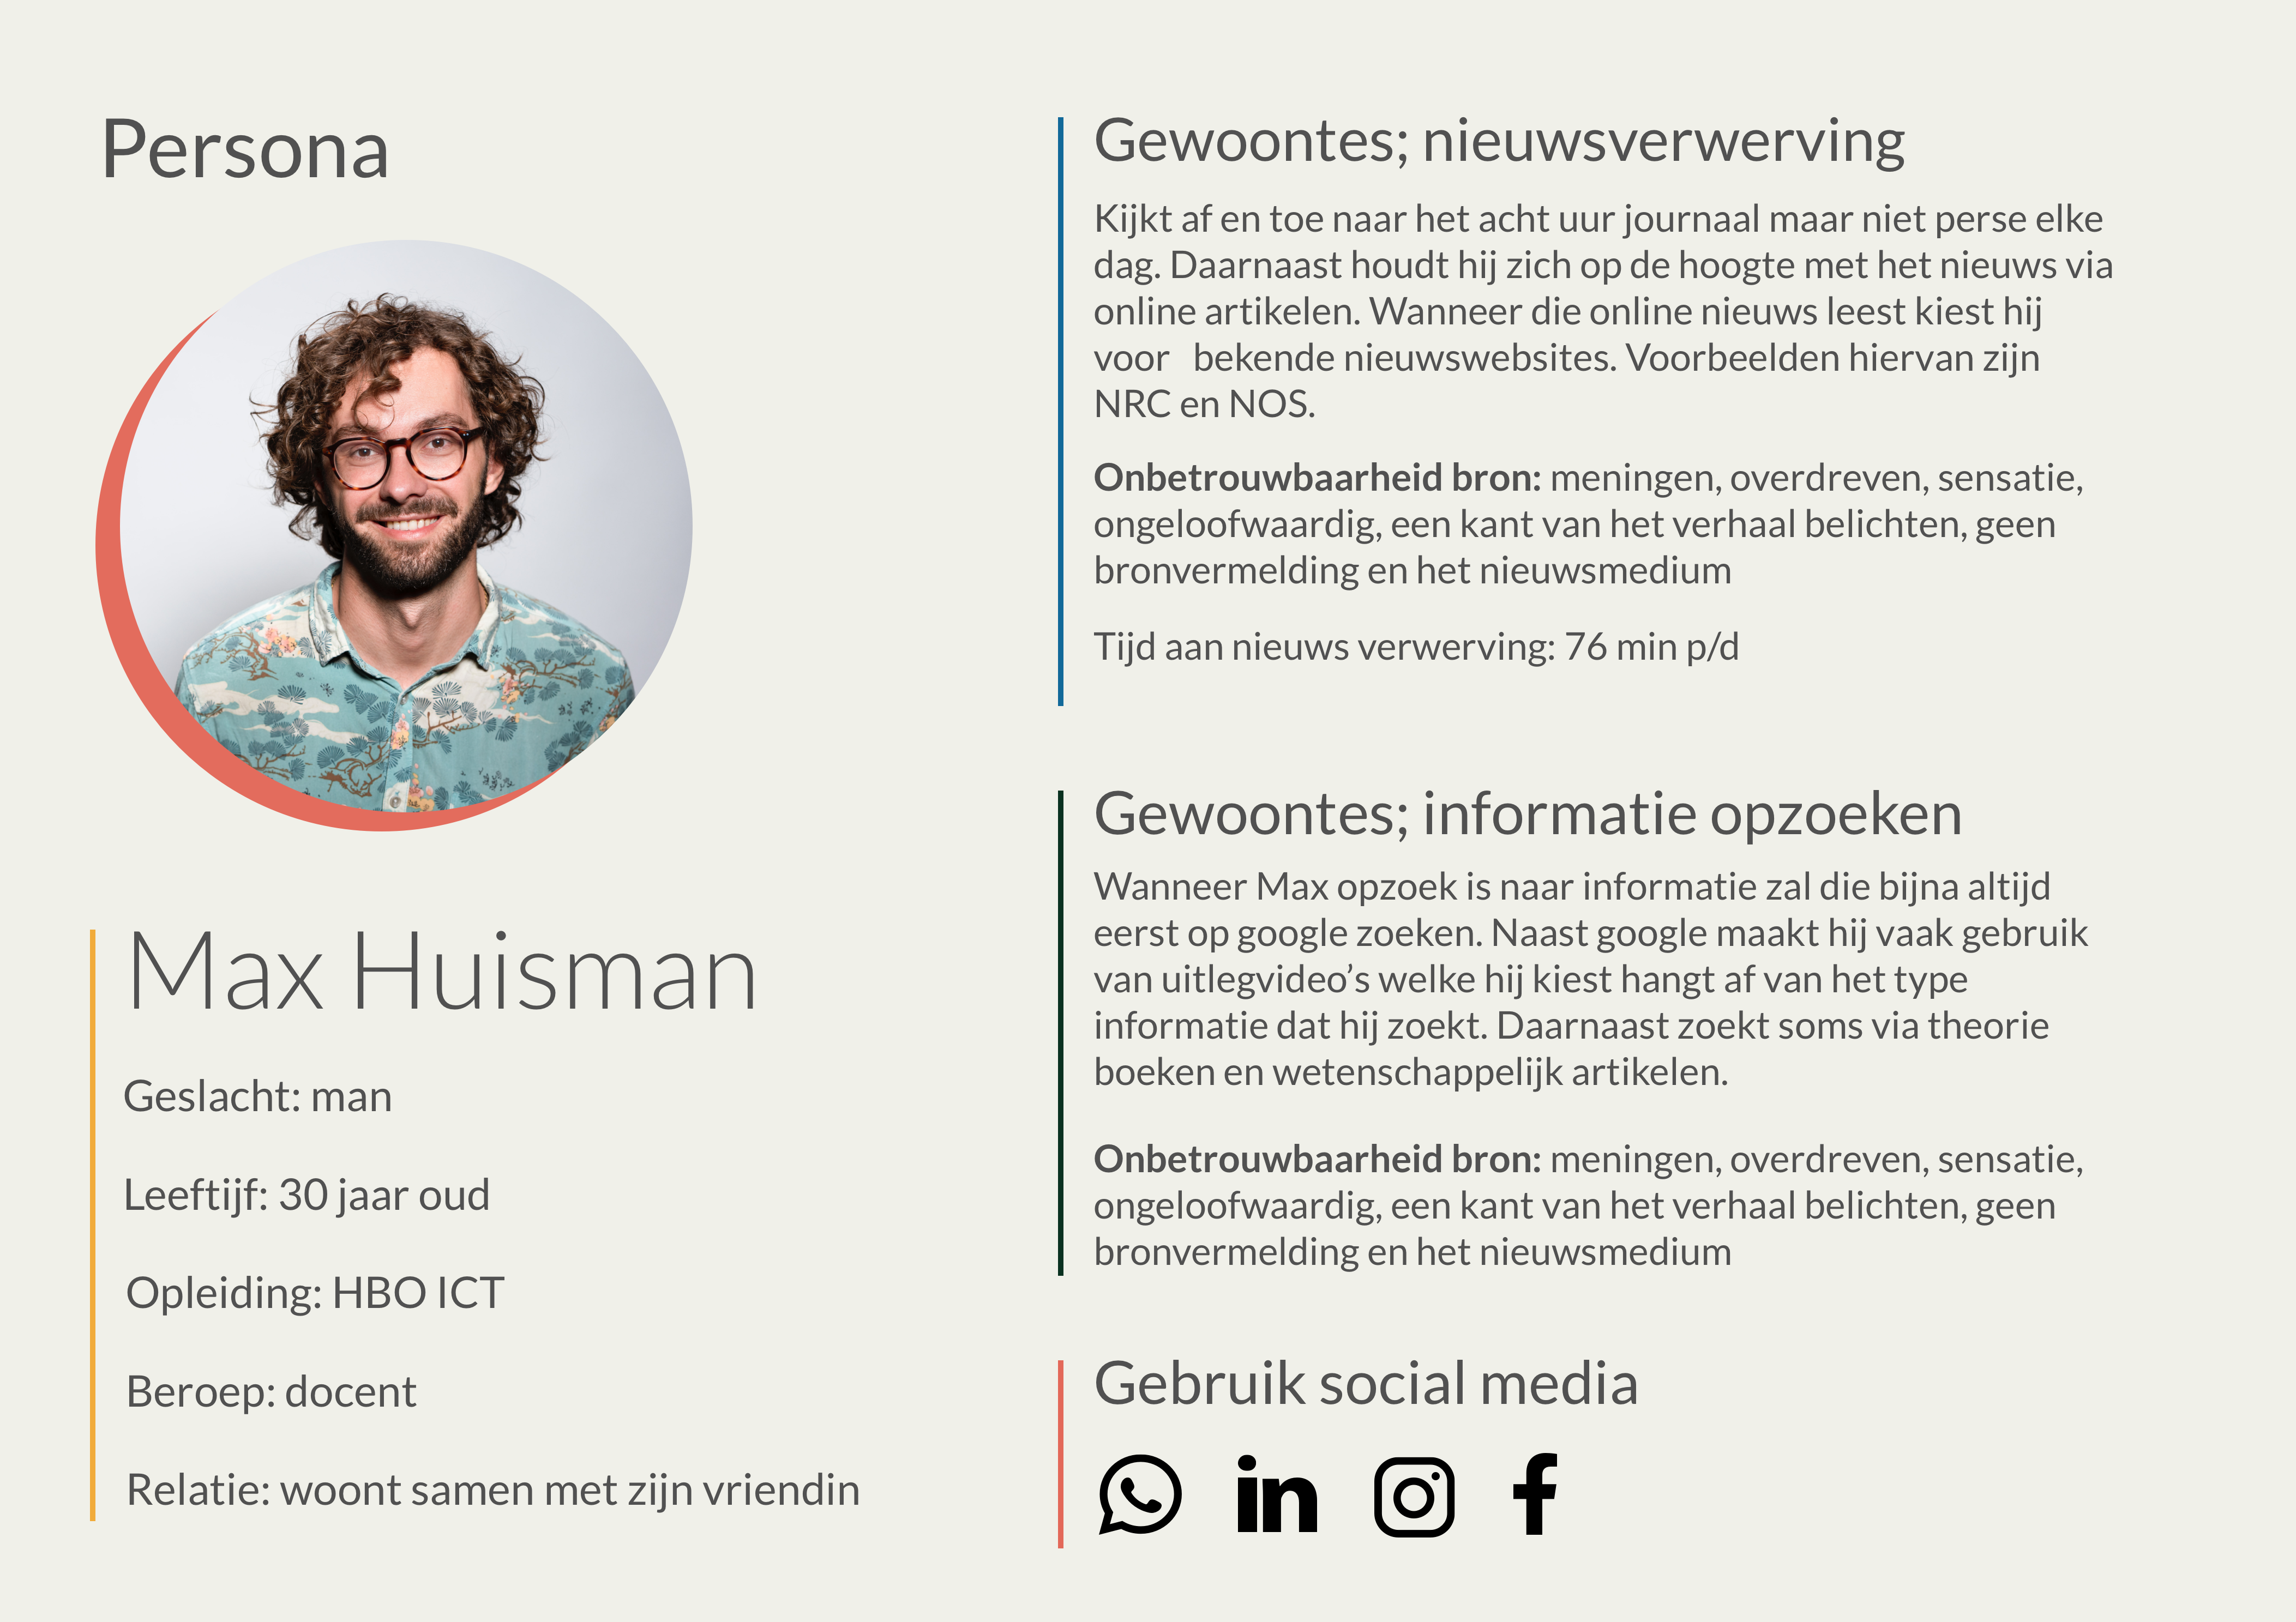 Persona
Max Huisman
Geslacht: man
Leeftijf: 30 jaar oud
Opleiding: HBO ICT
Beroep: docent
Relatie: woont samen met zijn vriendin
Gewoontes; nieuwsverwerving
Kijkt af en toe naar het acht uur journaal maar niet perse elke
dag. Daarnaast houdt hij zich op de hoogte met het nieuws via
online artikelen. Wanneer die online nieuws leest kiest hij
voor   bekende nieuwswebsites. Voorbeelden hiervan zijn
NRC en NOS.
Onbetrouwbaarheid bron: meningen, overdreven, sensatie,
ongeloofwaardig, een kant van het verhaal belichten, geen
bronvermelding en het nieuwsmedium
Tijd aan nieuws verwerving: 76 min p/d
Gewoontes; informatie opzoeken
Wanneer Max opzoek is naar informatie zal die bijna altijd
eerst op google zoeken. Naast google maakt hij vaak gebruik
van uitlegvideo’s welke hij kiest hangt af van het type
informatie dat hij zoekt. Daarnaast zoekt soms via theorie
boeken en wetenschappelijk artikelen.
Onbetrouwbaarheid bron: meningen, overdreven, sensatie,
ongeloofwaardig, een kant van het verhaal belichten, geen
bronvermelding en het nieuwsmedium
Gebruik social media